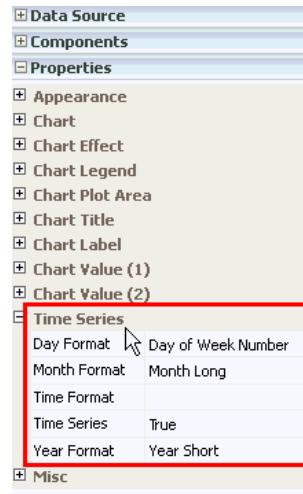 Data Source
Components
Properties
Appearance
Chart
Chart Effect
Chart Legend
Chart Plot Area
Chart Title
Chart Label
Chart Value (1)
Chart Value (2)
Time Series
Day Format Day of Week Number
Month Format Month Long
Time Format
Time Series True
Year Format Year Short
Misc